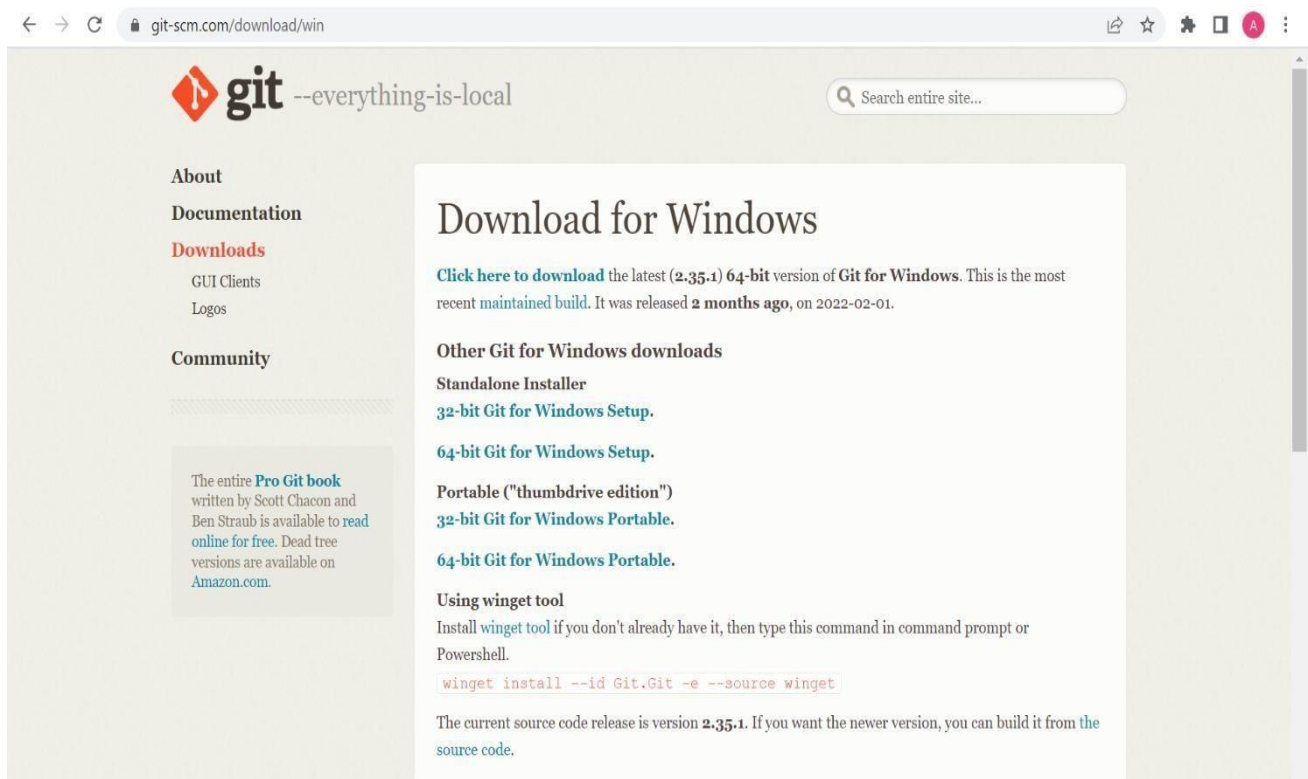 git-scm.com/download/win
A
git --everything-is-local
Search entire site...
About
Documentation
Downloads
GUI Clients
Logos
Community
The entire Pro Git book
written by Scott Chacon and
Ben Straub is available to read
online for free. Dead tree
versions are available on
Amazon.com.
Download for Windows
Click here to download the latest (2.35.1) 64-bit version of Git for Windows. This is the most
recent maintained build. It was released 2 months ago, on 2022-02-01.
Other Git for Windows downloads
Standalone Installer
32-bit Git for Windows Setup.
64-bit Git for Windows Setup.
Portable ("thumbdrive edition")
32-bit Git for Windows Portable.
64-bit Git for Windows Portable.
Using winget tool
Install winget tool if you don't already have it, then type this command in command prompt or
Powershell.
winget install --id Git.Git -e --source winget
The current source code release is version 2.35.1. If you want the newer version, you can build it from the
source code.